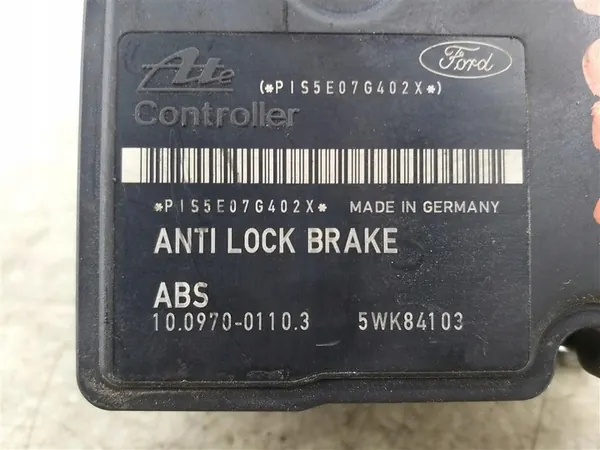 Ate
Ford
(*PIS5E07G402X*)
Controller
*PIS5E07G402X* MADE IN GERMANY
ANTI LOCK BRAKE
ABS
10.0970-0110.3 5WK84103